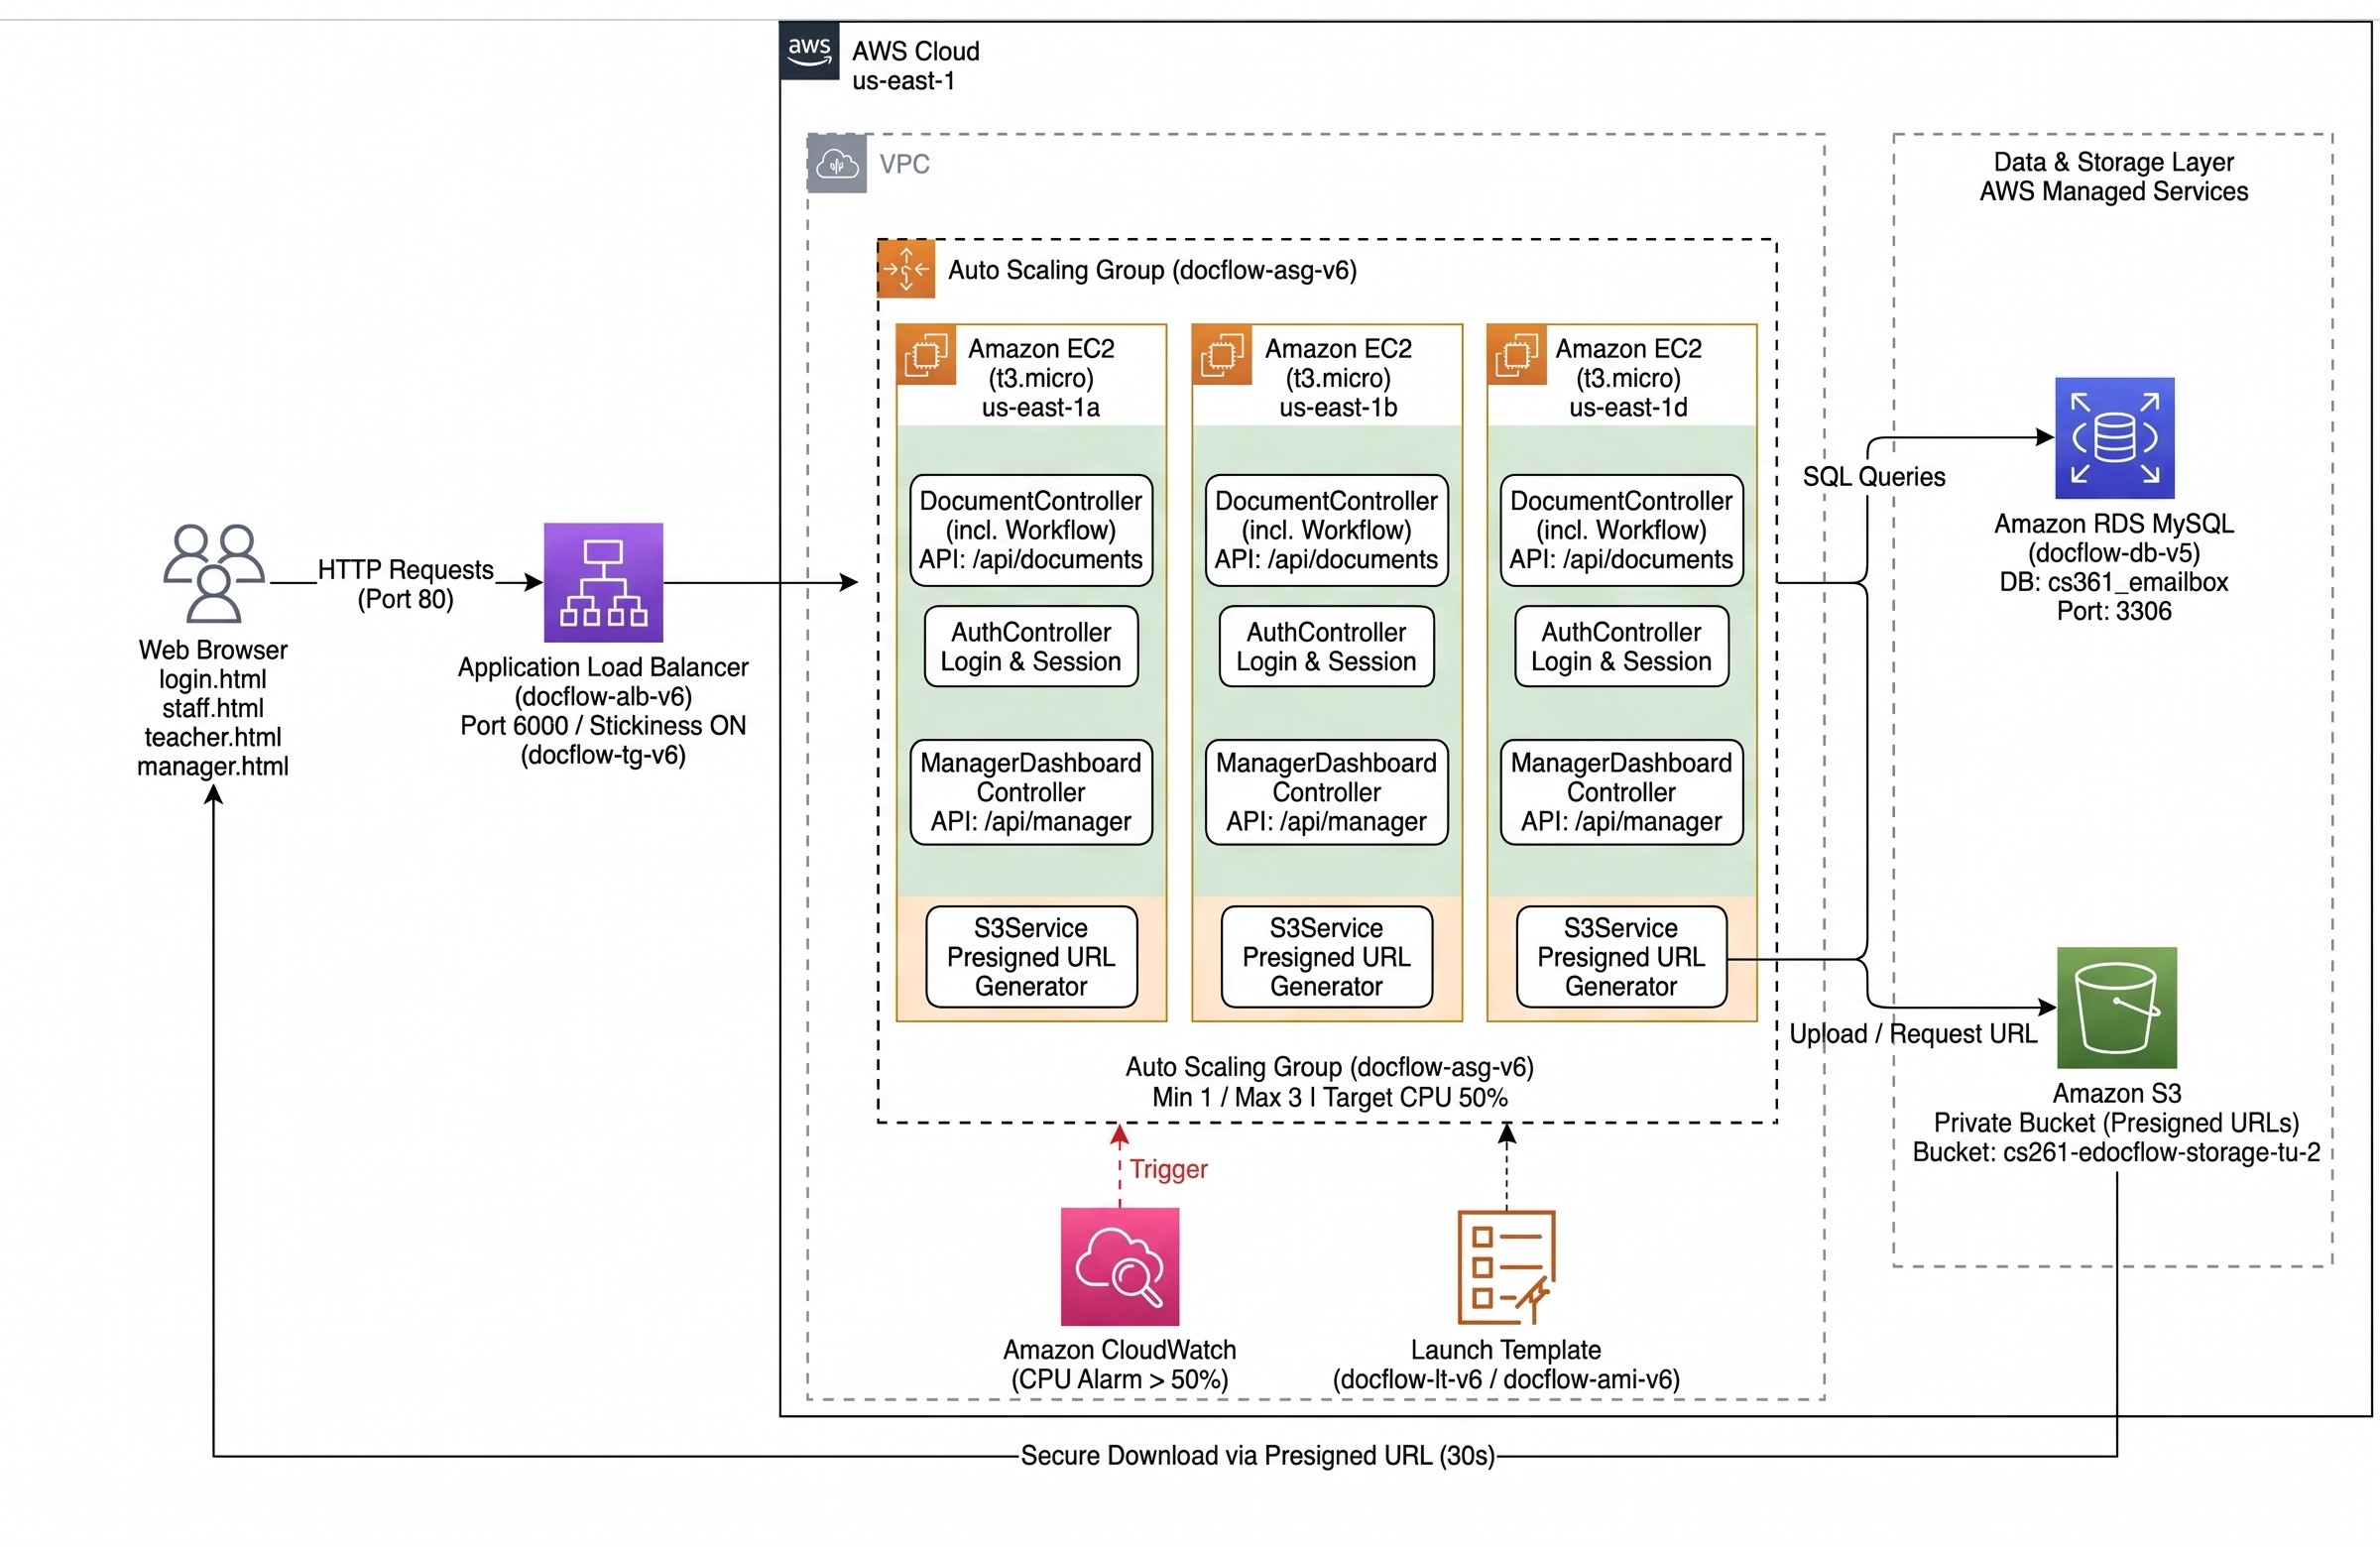 aws
AWS Cloud
us-east-1
VPC
Data & Storage Layer
AWS Managed Services
Auto Scaling Group (docflow-asg-v6)
Amazon EC2
(t3.micro)
us-east-1a
DocumentController
(incl. Workflow)
API: /api/documents
AuthController
Login & Session
ManagerDashboard
Controller
API: /api/manager
S3Service
Presigned URL
Generator
Amazon EC2
(t3.micro)
us-east-1b
DocumentController
(incl. Workflow)
API: /api/documents
AuthController
Login & Session
ManagerDashboard
Controller
API: /api/manager
S3Service
Presigned URL
Generator
Amazon EC2
(t3.micro)
us-east-1d
DocumentController
(incl. Workflow)
API: /api/documents
AuthController
Login & Session
ManagerDashboard
Controller
API: /api/manager
S3Service
Presigned URL
Generator
Auto Scaling Group (docflow-asg-v6)
Min 1 / Max 3 | Target CPU 50%
HTTP Requests
(Port 80)
Web Browser
login.html
staff.html
teacher.html
manager.html
Application Load Balancer
(docflow-alb-v6)
Port 6000 / Stickiness ON
(docflow-tg-v6)
SQL Queries
Amazon RDS MySQL
(docflow-db-v5)
DB: cs361_emailbox
Port: 3306
Upload / Request URL
Amazon S3
Private Bucket (Presigned URLs)
Bucket: cs261-edocflow-storage-tu-2
Trigger
Amazon CloudWatch
(CPU Alarm > 50%)
Launch Template
(docflow-lt-v6 / docflow-ami-v6)
Secure Download via Presigned URL (30s)